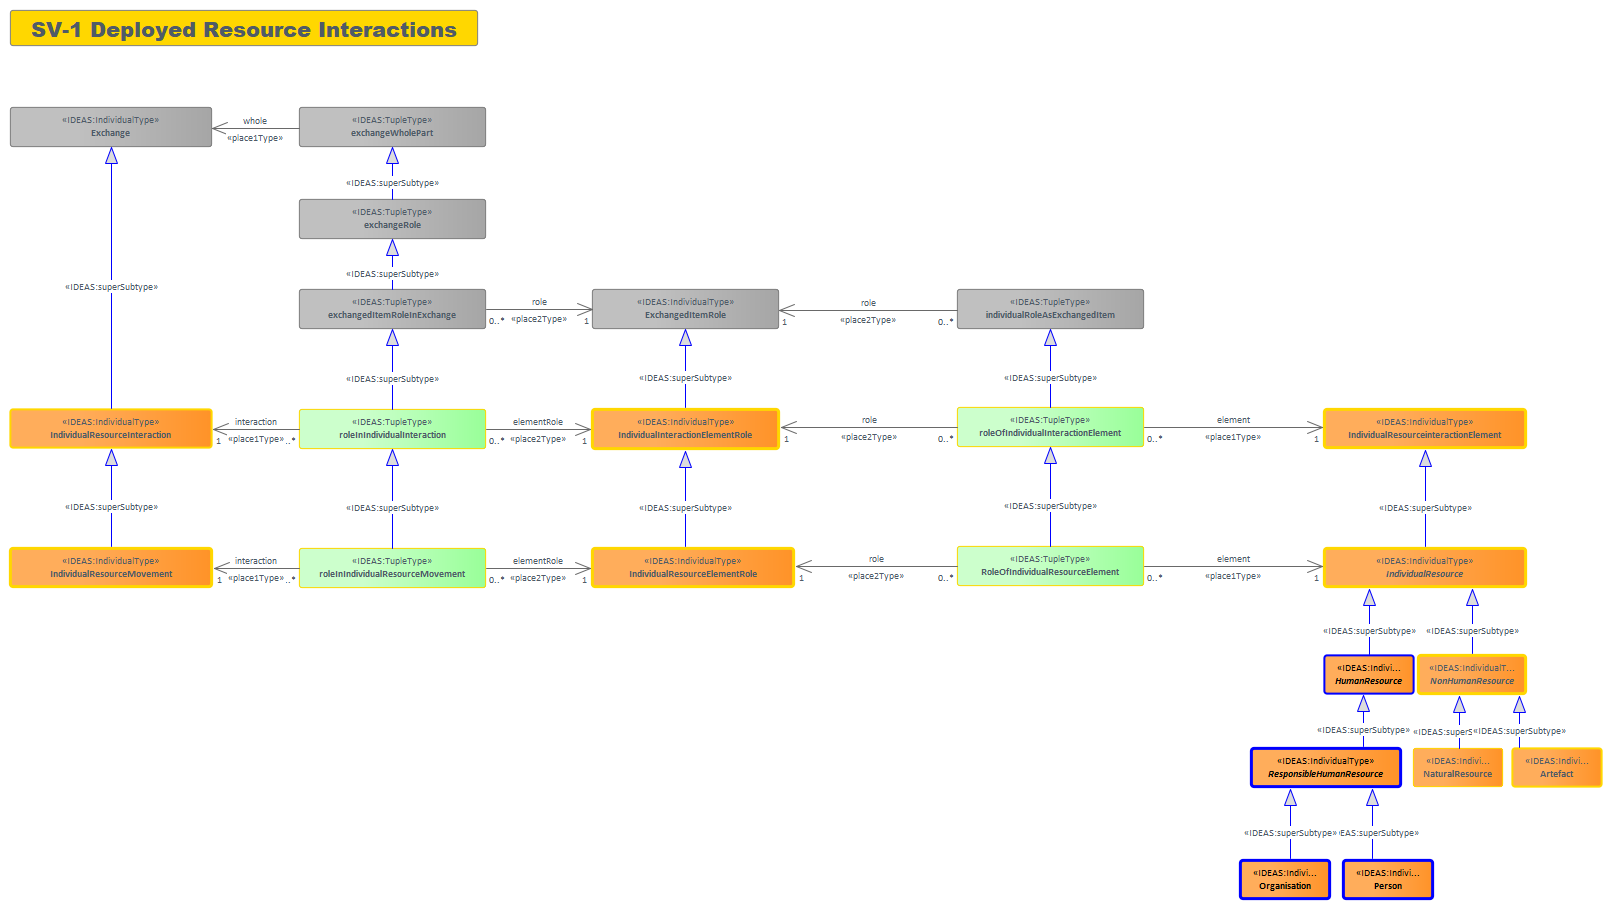 SV-1 Deployed Resource Interactions
«IDEAS:IndividualType»
Exchange
whole
«place1Type»
«IDEAS:TupleType»
exchangeWholePart
«IDEAS:superSubtype»
«IDEAS:TupleType»
exchangeRole
«IDEAS:superSubtype»
«IDEAS:superSubtype»
«IDEAS:TupleType»
exchangedItemRoleInExchange
role
0..* «place2Type» 1
«IDEAS:IndividualType»
ExchangedItemRole
role
1 «place2Type» 0..*
«IDEAS:TupleType»
individualRoleAsExchangedItem
«IDEAS:superSubtype»
«IDEAS:superSubtype»
«IDEAS:superSubtype»
«IDEAS:IndividualType»
IndividualResourceInteraction
interaction
1 «place1Type»..*
«IDEAS:TupleType»
roleInIndividualInteraction
elementRole
0..* «place2Type» 1
«IDEAS:IndividualType»
IndividualInteractionElementRole
role
1 «place2Type» 0..*
«IDEAS:TupleType»
roleOfIndividualInteractionElement
element
0..* «place1Type» 1
«IDEAS:IndividualType»
IndividualResourceinteractionElement
«IDEAS:superSubtype»
«IDEAS:superSubtype»
«IDEAS:superSubtype»
«IDEAS:superSubtype»
«IDEAS:superSubtype»
«IDEAS:IndividualType»
IndividualResourceMovement
interaction
1 «place1Type»..*
«IDEAS:TupleType»
roleInIndividualResourceMovement
elementRole
0..* «place2Type» 1
«IDEAS:IndividualType»
IndividualResourceElementRole
role
1 «place2Type» 0..*
«IDEAS:TupleType»
RoleOfIndividualResourceElement
element
0..* «place1Type» 1
«IDEAS:IndividualType»
IndividualResource
«IDEAS:superSubtype» «IDEAS:superSubtype»
«IDEAS:Indivi...
HumanResource
«IDEAS:IndividualT...
NonHumanResource
«IDEAS:superSubtype» «IDEAS:superS «IDEAS:superSubtype»
«IDEAS:IndividualType»
ResponsibleHumanResource
«IDEAS:Indivi...
NaturalResource
«IDEAS:Indivi...
Artefact
«IDEAS:superSubtype» EAS:superSubtype»
«IDEAS:Indivi...
Organisation
«IDEAS:Indivi...
Person